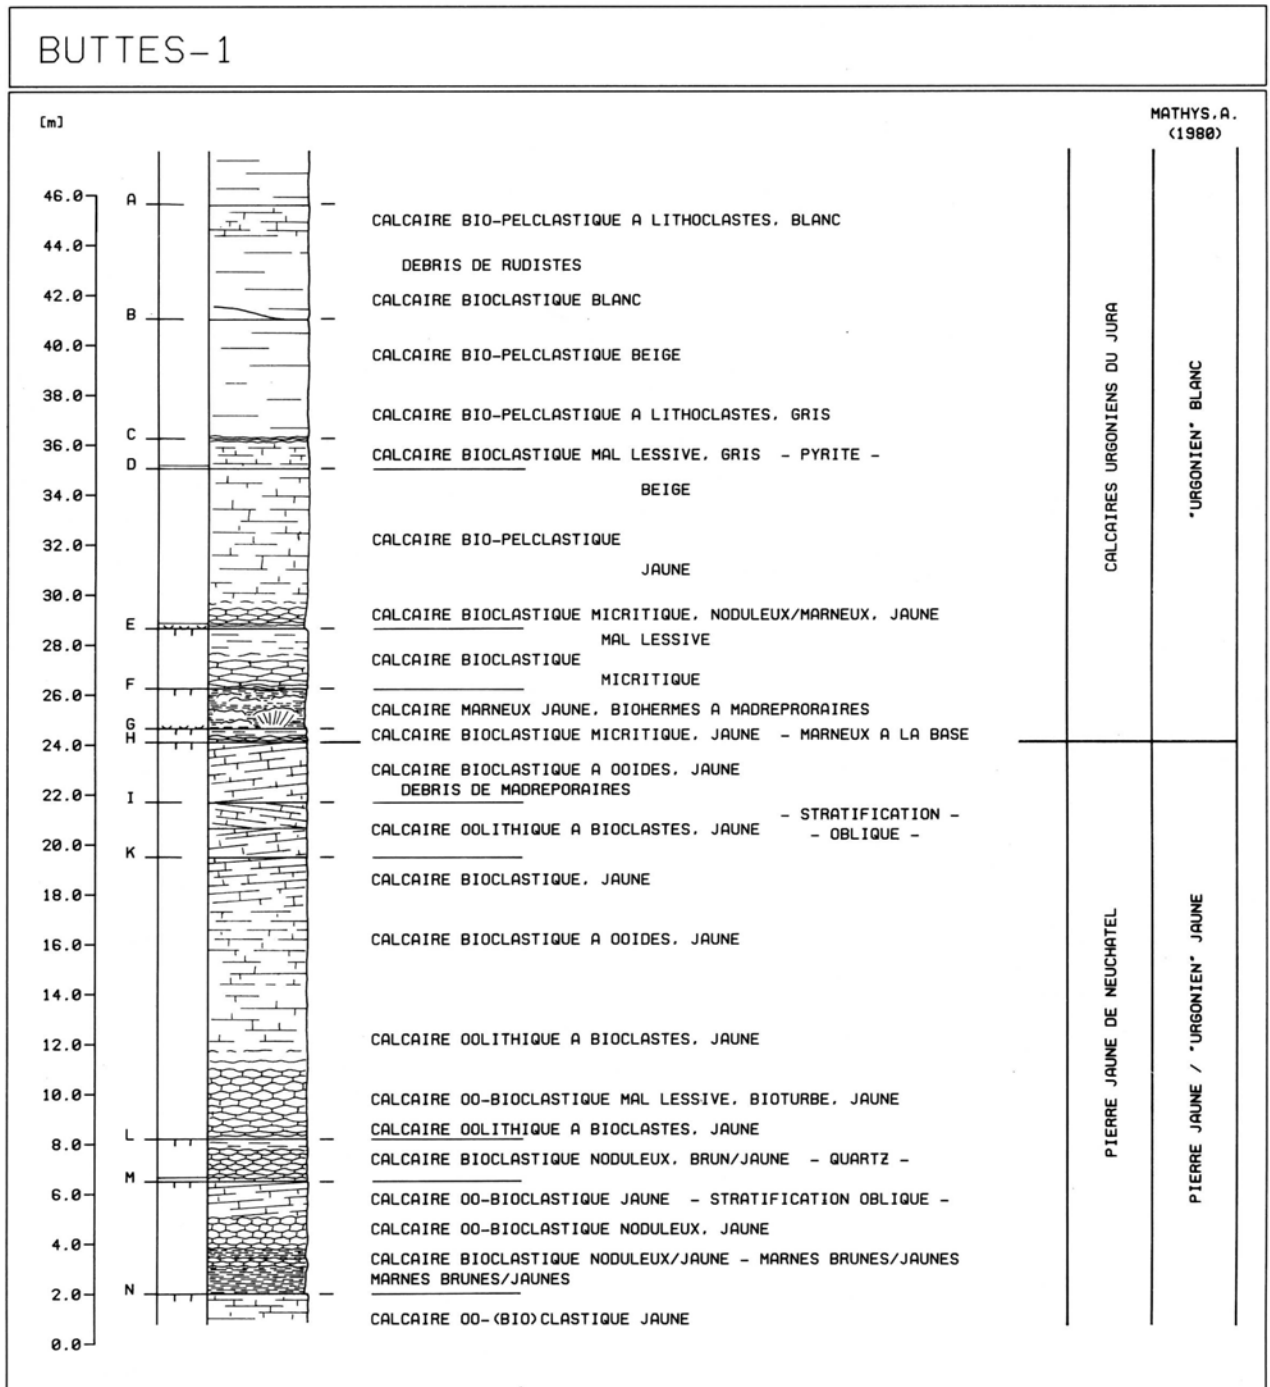 BUTTES-1
[m]
MATHYS.A.
(1980)
46.0
A
CALCAIRE BIO-PELCLASTIQUE A LITHOCLASTES. BLANC
44.0
DEBRIS DE RUDISTES
42.0
CALCAIRE BIOCLASTIQUE BLANC
B
40.0
CALCAIRE BIO-PELCLASTIQUE BEIGE
38.0
CALCAIRE BIO-PELCLASTIQUE A LITHOCLASTES. GRIS
C
36.0
CALCAIRE BIOCLASTIQUE MAL LESSIVE. GRIS - PYRITE -
D
BEIGE
34.0
32.0
CALCAIRE BIO-PELCLASTIQUE
JAUNE
30.0
CALCAIRE BIOCLASTIQUE MICRITIQUE. NODULEUX/MARNEUX. JAUNE
E
28.0
MAL LESSIVE
CALCAIRE BIOCLASTIQUE
F
MICRITIQUE
26.0
CALCAIRE MARNEUX JAUNE. BIOHERMES A MADREPRORAIRES
G
CALCAIRE BIOCLASTIQUE MICRITIQUE. JAUNE - MARNEUX A LA BASE
H
24.0
CALCAIRE BIOCLASTIQUE A OOIDES. JAUNE
DEBRIS DE MADREPORAIRES
22.0
I
- STRATIFICATION -
CALCAIRE OOLITHIQUE A BIOCLASTES. JAUNE
- OBLIQUE -
20.0
K
CALCAIRE BIOCLASTIQUE. JAUNE
18.0
16.0
CALCAIRE BIOCLASTIQUE A OOIDES. JAUNE
14.0
12.0
CALCAIRE OOLITHIQUE A BIOCLASTES. JAUNE
10.0
CALCAIRE OO-BIOCLASTIQUE MAL LESSIVE. BIOTURBE. JAUNE
L
CALCAIRE OOLITHIQUE A BIOCLASTES. JAUNE
8.0
CALCAIRE BIOCLASTIQUE NODULEUX. BRUN/JAUNE - QUARTZ -
M
6.0
CALCAIRE OO-BIOCLASTIQUE JAUNE - STRATIFICATION OBLIQUE -
CALCAIRE OO-BIOCLASTIQUE NODULEUX. JAUNE
4.0
CALCAIRE BIOCLASTIQUE NODULEUX/JAUNE - MARNES BRUNES/JAUNES
MARNES BRUNES/JAUNES
N
2.0
CALCAIRE OO-(BIO)CLASTIQUE JAUNE
0.0
CALCAIRES URGONIENS DU JURA
"URGONIEN" BLANC
PIERRE JAUNE DE NEUCHATEL
PIERRE JAUNE / "URGONIEN" JAUNE